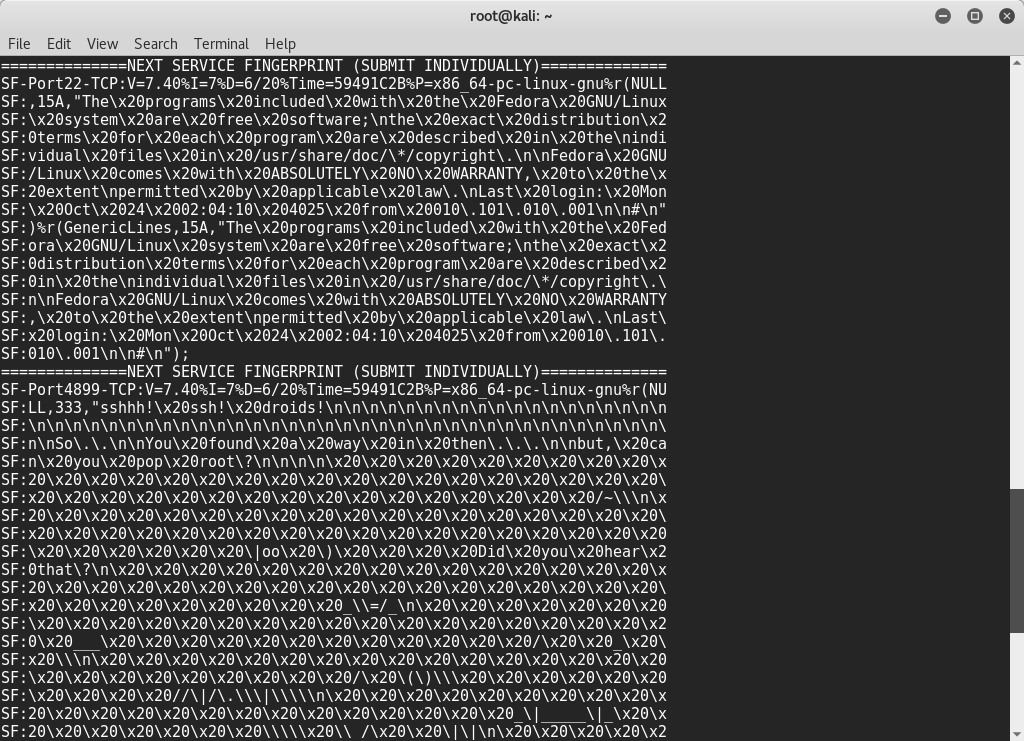 root@kali: ~
File Edit View Search Terminal Help
==============NEXT SERVICE FINGERPRINT (SUBMIT INDIVIDUALLY)==============
SF-Port22-TCP:V=7.40%I=7%D=6/20%Time=59491C2B%P=x86_64-pc-linux-gnu%r(NULL
SF:,15A,"The\x20programs\x20included\x20with\x20the\x20Fedora\x20GNU/Linux
SF:\x20system\x20are\x20free\x20software;\nthe\x20exact\x20distribution\x2
SF:0terms\x20for\x20each\x20program\x20are\x20described\x20in\x20the\nindi
SF:vidual\x20files\x20in\x20/usr/share/doc/\*/copyright\.\n\nFedora\x20GNU
SF:/Linux\x20comes\x20with\x20ABSOLUTELY\x20NO\x20WARRANTY,\x20to\x20the\x
SF:20extent\npermitted\x20by\x20applicable\x20law\.\nLast\x20login:\x20Mon
SF:\x20Oct\x2024\x2002:04:10\x204025\x20from\x20010\.101\.010\.001\n\n#\n"
SF:)%r(GenericLines,15A,"The\x20programs\x20included\x20with\x20the\x20Fed
SF:ora\x20GNU/Linux\x20system\x20are\x20free\x20software;\nthe\x20exact\x2
SF:0distribution\x20terms\x20for\x20each\x20program\x20are\x20described\x2
SF:0in\x20the\nindividual\x20files\x20in\x20/usr/share/doc/\*/copyright\.\
SF:n\nFedora\x20GNU/Linux\x20comes\x20with\x20ABSOLUTELY\x20NO\x20WARRANTY
SF:,\x20to\x20the\x20extent\npermitted\x20by\x20applicable\x20law\.\nLast\
SF:x20login:\x20Mon\x20Oct\x2024\x2002:04:10\x204025\x20from\x20010\.101\.
SF:010\.001\n\n#\n");
==============NEXT SERVICE FINGERPRINT (SUBMIT INDIVIDUALLY)==============
SF-Port4899-TCP:V=7.40%I=7%D=6/20%Time=59491C2B%P=x86_64-pc-linux-gnu%r(NU
SF:LL,333,"sshhh!\x20ssh!\x20droids!\n\n\n\n\n\n\n\n\n\n\n\n\n\n\n\n\n\n\n
SF:\n\n\n\n\n\n\n\n\n\n\n\n\n\n\n\n\n\n\n\n\n\n\n\n\n\n\n\n\n\n\n\n\n\n\n\
SF:n\nSo\.\.\n\nYou\x20found\x20a\x20way\x20in\x20then\.\.\.\n\nbut,\x20ca
SF:n\x20you\x20pop\x20root\?\n\n\n\n\x20\x20\x20\x20\x20\x20\x20\x20\x20\x
SF:20\x20\x20\x20\x20\x20\x20\x20\x20\x20\x20\x20\x20\x20\x20\x20\x20\x20\
SF:x20\x20\x20\x20\x20\x20\x20\x20\x20\x20\x20\x20\x20\x20\x20\x20/~\\\n\x
SF:20\x20\x20\x20\x20\x20\x20\x20\x20\x20\x20\x20\x20\x20\x20\x20\x20\x20\
SF:x20\x20\x20\x20\x20\x20\x20\x20\x20\x20\x20\x20\x20\x20\x20\x20\x20\x20
SF:\x20\x20\x20\x20\x20\x20\|oo\x20\)\x20\x20\x20\x20Did\x20you\x20hear\x2
SF:0that\?\n\x20\x20\x20\x20\x20\x20\x20\x20\x20\x20\x20\x20\x20\x20\x20\x
SF:20\x20\x20\x20\x20\x20\x20\x20\x20\x20\x20\x20\x20\x20\x20\x20\x20\x20\
SF:x20\x20\x20\x20\x20\x20\x20\x20\x20_\\=/_\n\x20\x20\x20\x20\x20\x20\x20
SF:\x20\x20\x20\x20\x20\x20\x20\x20\x20\x20\x20\x20\x20\x20\x20\x20\x20\x2
SF:0\x20___\x20\x20\x20\x20\x20\x20\x20\x20\x20\x20\x20\x20/\x20\x20_\x20\
SF:x20\\\n\x20\x20\x20\x20\x20\x20\x20\x20\x20\x20\x20\x20\x20\x20\x20\x20
SF:\x20\x20\x20\x20\x20\x20\x20\x20\x20/\x20\(\)\\\x20\x20\x20\x20\x20\x20
SF:\x20\x20\x20\x20//\|/\.\\\|\\\\\n\x20\x20\x20\x20\x20\x20\x20\x20\x20\x
SF:20\x20\x20\x20\x20\x20\x20\x20\x20\x20\x20\x20\x20_\|_____\|_\x20\x
SF:20\x20\x20\x20\x20\x20\x20\\\\\x20\\_/\x20\x20\|\|\n\x20\x20\x20\x20\x2